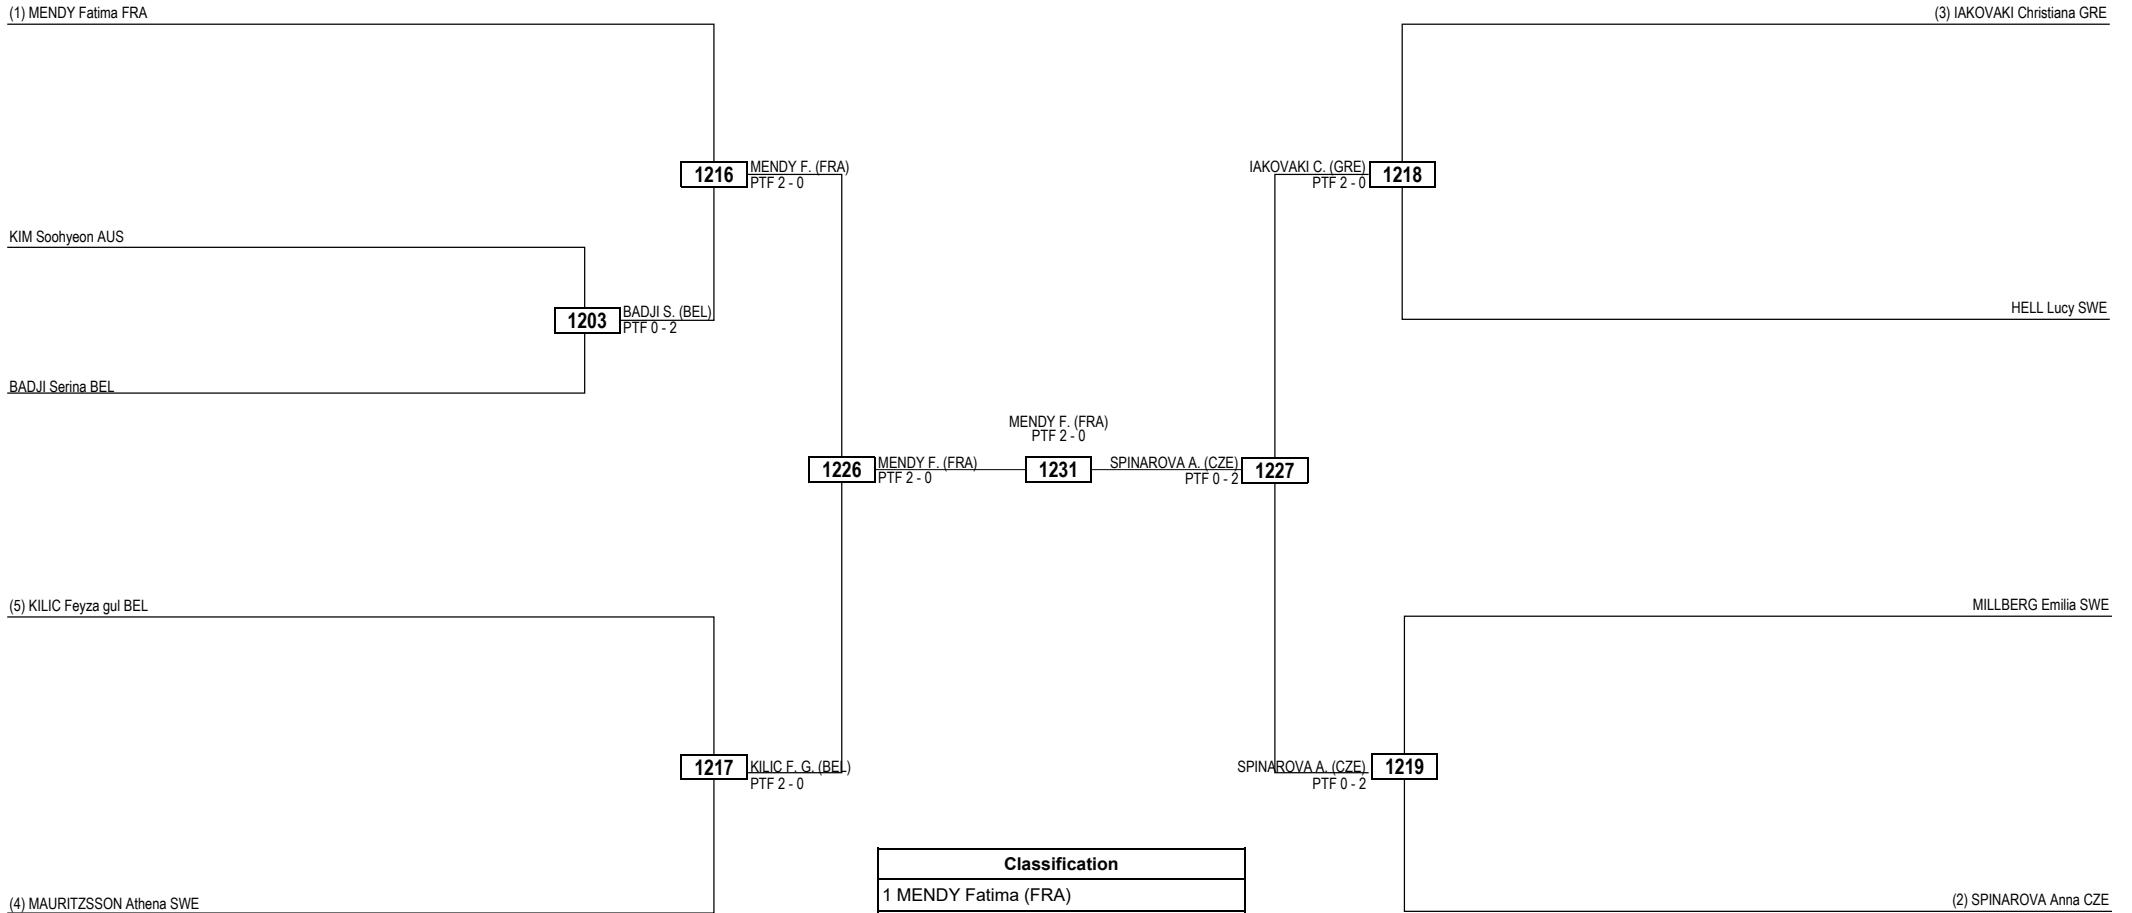 (1) MENDY Fatima FRA
(3) IAKOVAKI Christiana GRE
1216
MENDY F. (FRA)
PTF 2 - 0
IAKOVAKI C. (GRE)
PTF 2 - 0
1218
KIM Soohyeon AUS
1203
BADJI S. (BEL)
PTF 0 - 2
HELL Lucy SWE
BADJI Serina BEL
MENDY F. (FRA)
PTF 2 - 0
1226
MENDY F. (FRA)
PTF 2 - 0
1231
SPINAROVA A. (CZE)
PTF 0 - 2
1227
(5) KILIC Feyza gul BEL
MILLBERG Emilia SWE
1217
KILIC F. G. (BEL)
PTF 2 - 0
SPINAROVA A. (CZE)
PTF 0 - 2
1219
Classification
1 MENDY Fatima (FRA)
(4) MAURITZSSON Athena SWE
(2) SPINAROVA Anna CZE